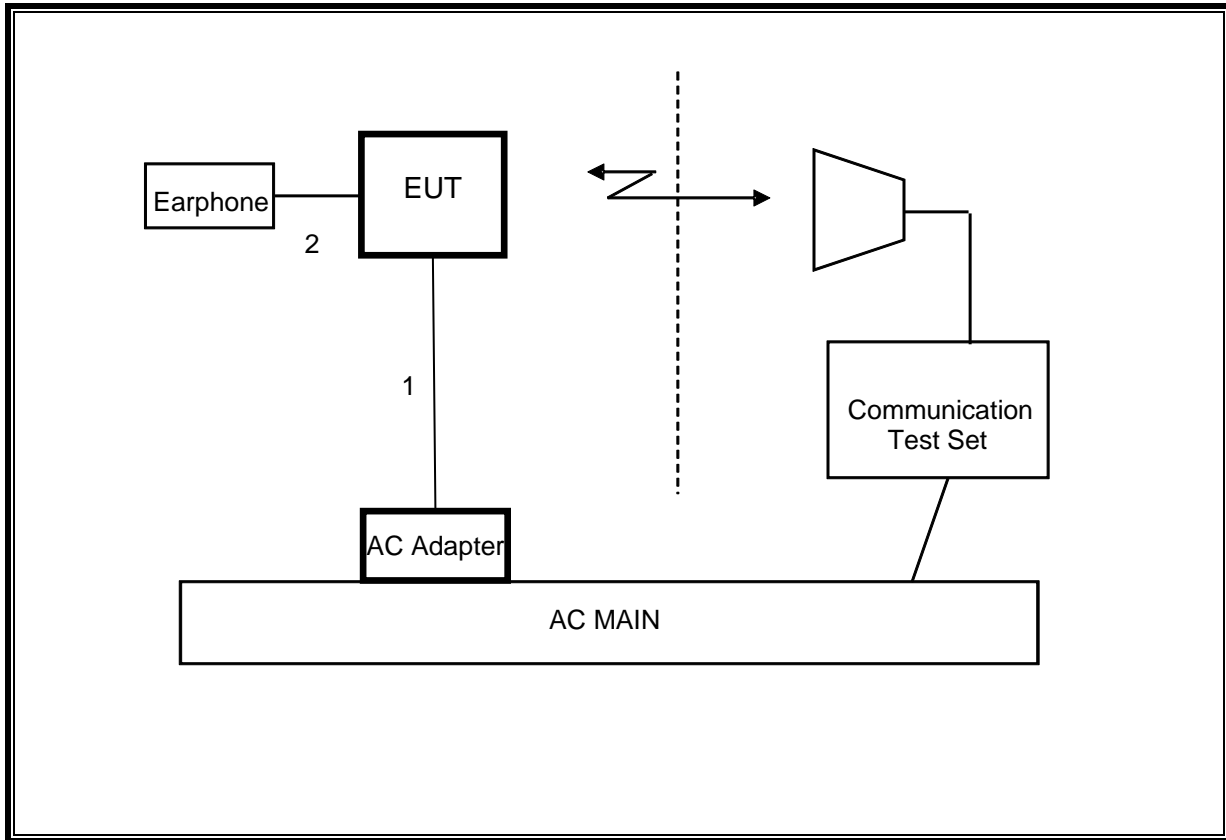 EUT
Earphone
2
1
Communication
Test Set
AC Adapter
AC MAIN